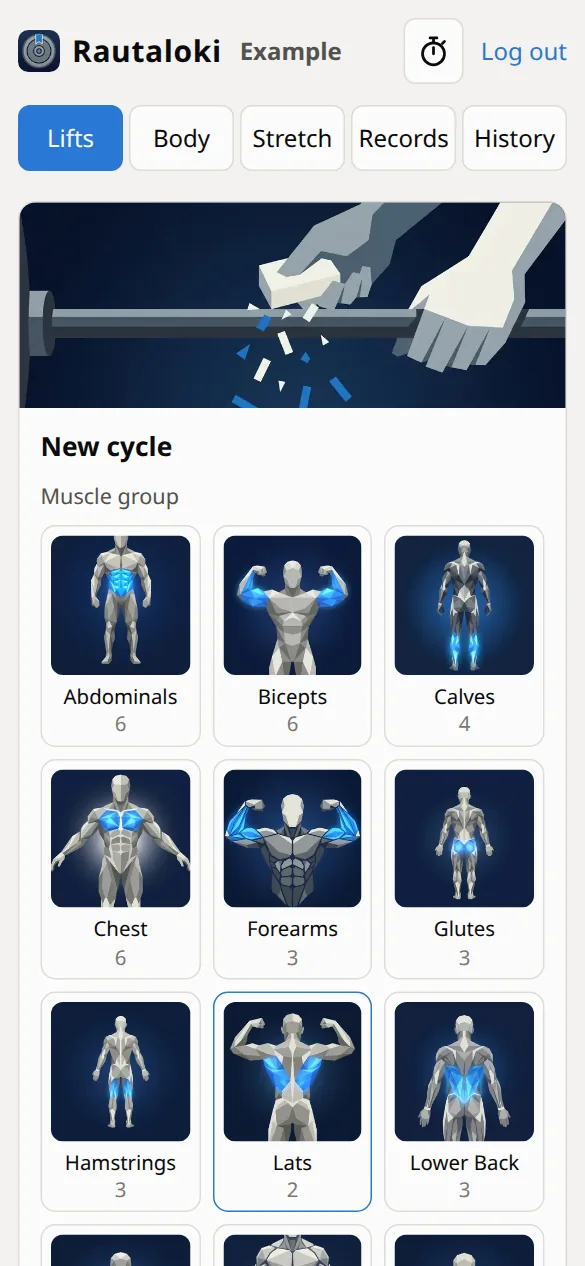 Rautaloki Example Log out
Lifts Body Stretch Records History
New cycle
Muscle group
Abdominals Bicepts Calves
6 6 4
Chest Forearms Glutes
6 3 3
Hamstrings Lats Lower Back
3 2 3